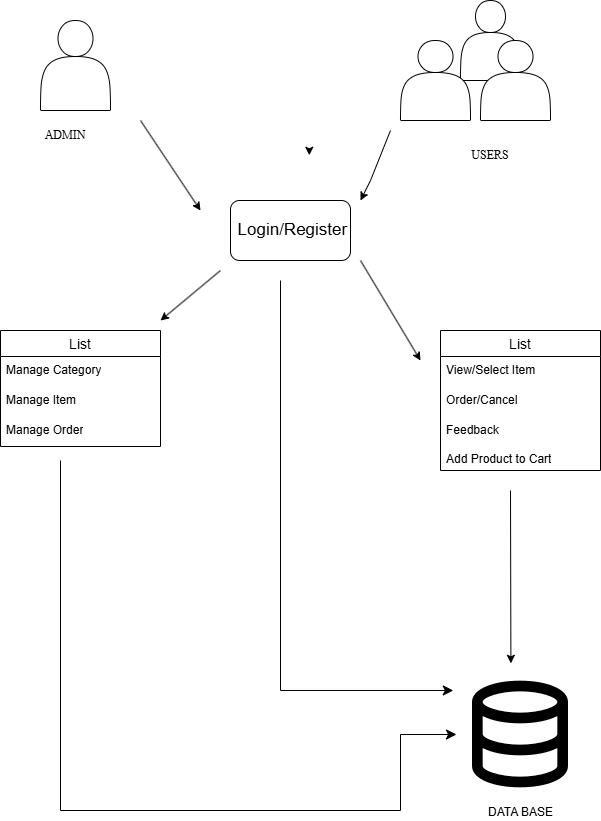 ADMIN
USERS
Login/Register
List
Manage Category
Manage Item
Manage Order
List
View/Select Item
Order/Cancel
Feedback
Add Product to Cart
DATA BASE